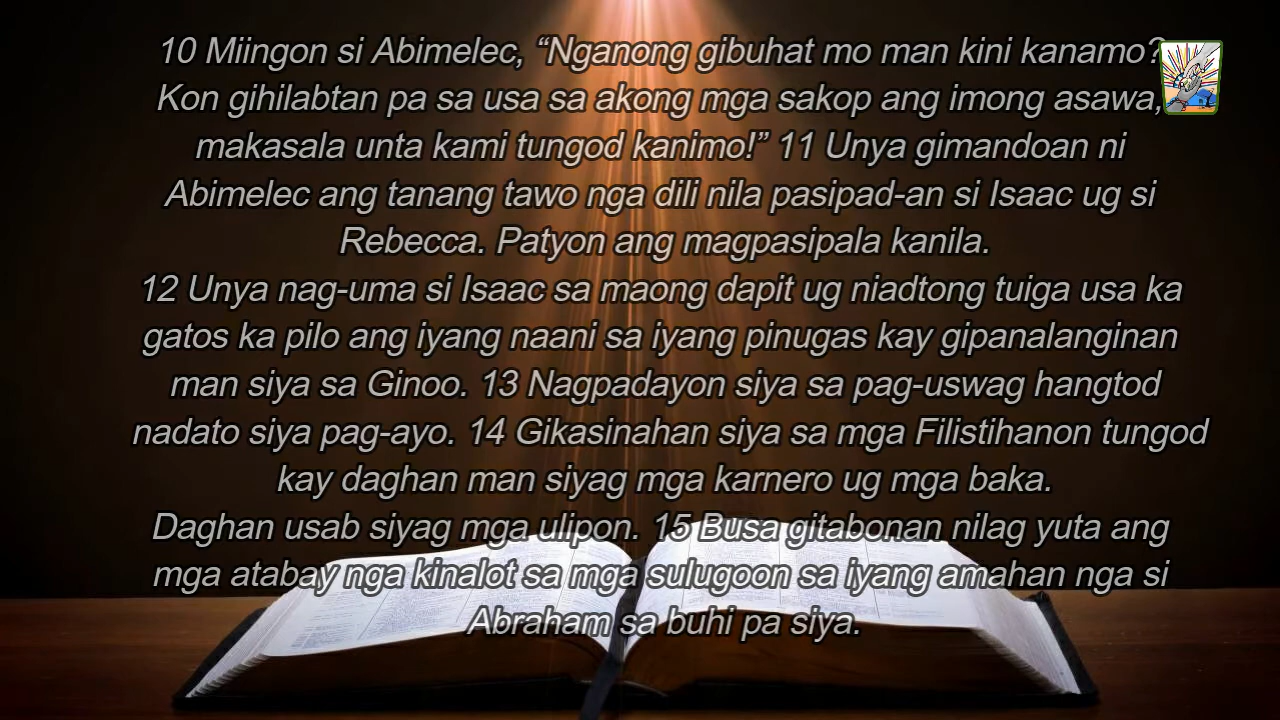 10 Miingon si Abimelec, “Nganong gibuhat mo man kini kanamo?
Kon gihilabtan pa sa usa sa akong mga sakop ang imong asawa,
makasala unta kami tungod kanimo!” 11 Unya gimandoan ni
Abimelec ang tanang tawo nga dili nila pasipad-an si Isaac ug si
Rebecca. Patyon ang magpasipala kanila.
12 Unya nag-uma si Isaac sa maong dapit ug niadtong tuiga usa ka
gatos ka pilo ang iyang naani sa iyang pinugas kay gipanalanginan
man siya sa Ginoo. 13 Nagpadayon siya sa pag-uswag hangtod
nadato siya pag-ayo. 14 Gikasinahan siya sa mga Filistihanon tungod
kay daghan man siyag mga karnero ug mga baka.
Daghan usab siyag mga ulipon. 15 Busa gitabonan nilag yuta ang
mga atabay nga kinalot sa mga sulugoon sa iyang amahan nga si
Abraham sa buhi pa siya.